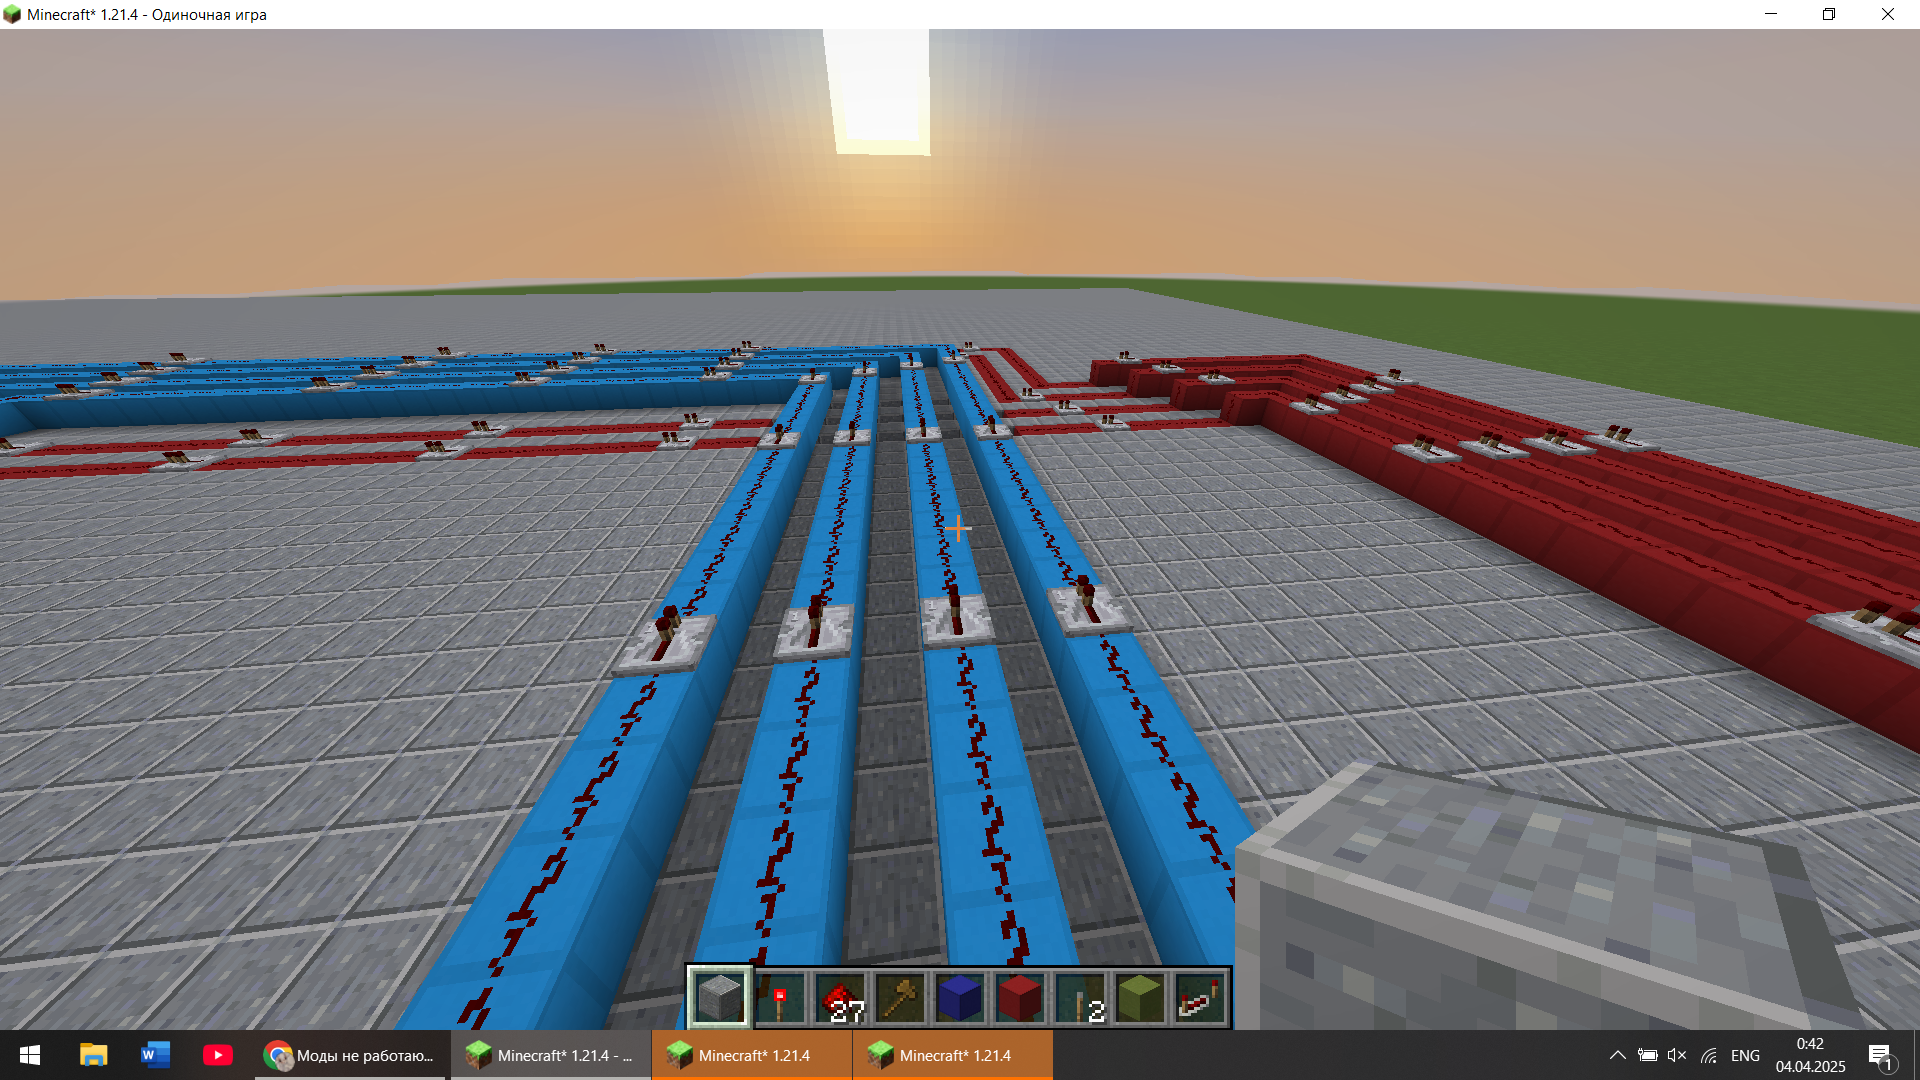 Minecraft* 1.21.4 - Одиночная игра
27
2
Моды не работаю...
Minecraft* 1.21.4 - ...
Minecraft* 1.21.4
Minecraft* 1.21.4
ENG
0:42
04.04.2025
1